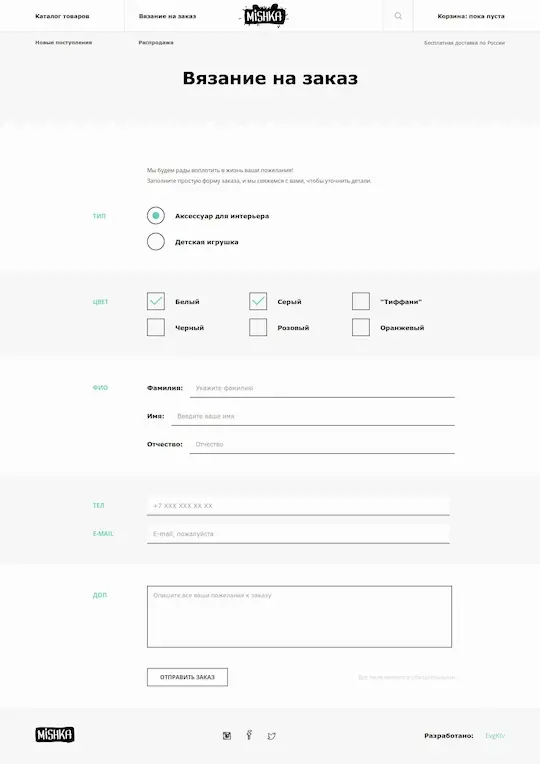 Каталог товаров
Вязание на заказ
MiSHKA
Корзина: пока пуста
Новые поступления
Распродажа
Бесплатная доставка по России
Вязание на заказ
Мы будем рады воплотить в жизнь ваши пожелания!
Заполните простую форму заказа, и мы свяжемся с вами, чтобы уточнить детали.
ТИП
Аксессуар для интерьера
Детская игрушка
ЦВЕТ
Белый
Серый
"Тиффани"
Черный
Розовый
Оранжевый
ФИО
Фамилия: Укажите фамилию
Имя: Введите ваше имя
Отчество: Отчество
ТЕЛ
+7 XXX XXX XX XX
E-MAIL
E-mail, пожалуйста
ДОП
Опишите все ваши пожелания к заказу
ОТПРАВИТЬ ЗАКАЗ
Все поля являются обязательными
MiSHKA
Разработано: